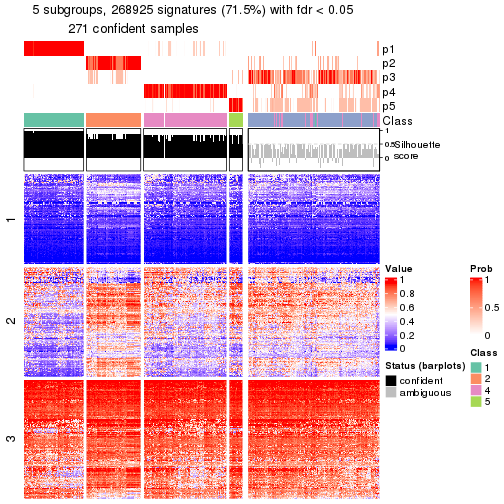 5 subgroups, 268925 signatures (71.5%) with fdr < 0.05
271 confident samples
p1
p2
p3
p4
p5
Class
1
0.5
0
Silhouette
score
1
2
3
Value
1
0.8
0.6
0.4
0.2
0
Status (barplots)
confident
ambiguous
Prob
1
0.5
0
Class
1
2
4
5